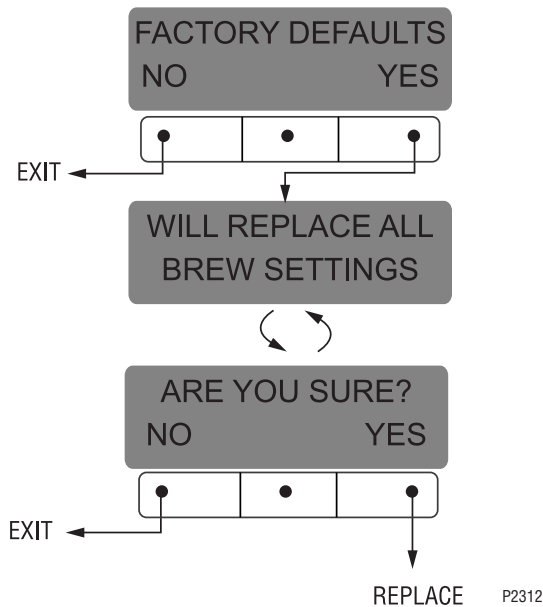 FACTORY DEFAULTS
NO YES
EXIT
WILL REPLACE ALL
BREW SETTINGS
ARE YOU SURE?
NO YES
EXIT
REPLACE P2312